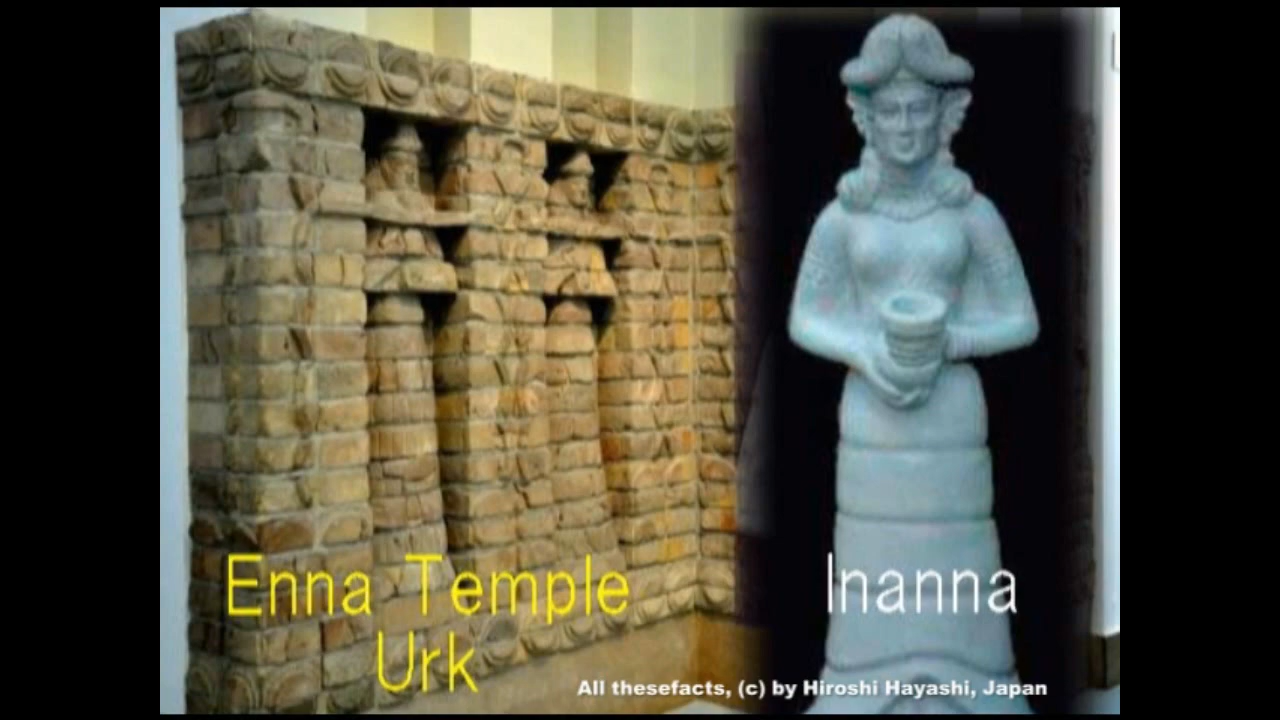 Enna Temple
Urk
Inanna
All thesefacts, (c) by Hiroshi Hayashi, Japan